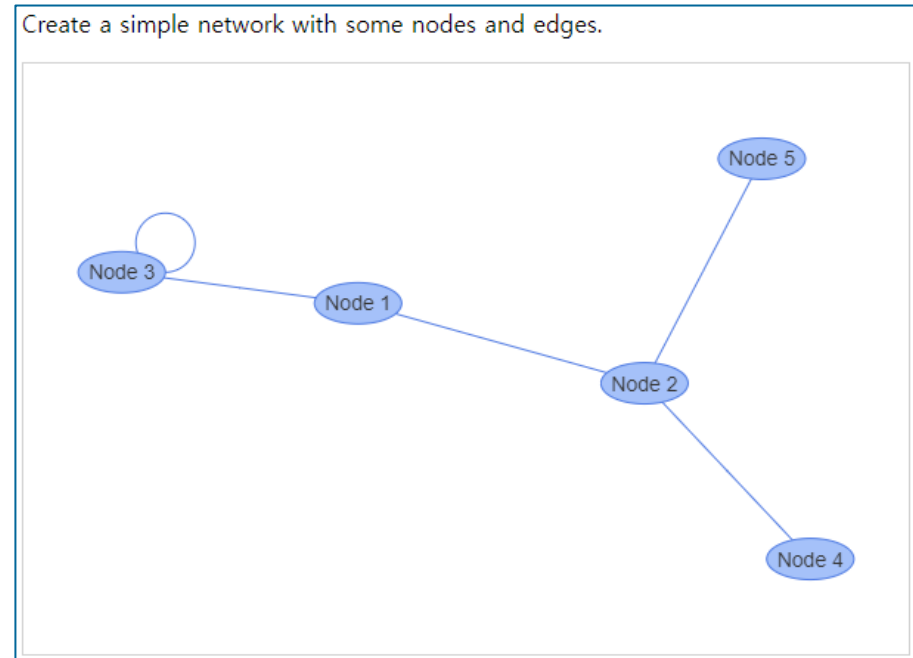 Create a simple network with some nodes and edges.
Node 5
Node 3
Node 1
Node 2
Node 4